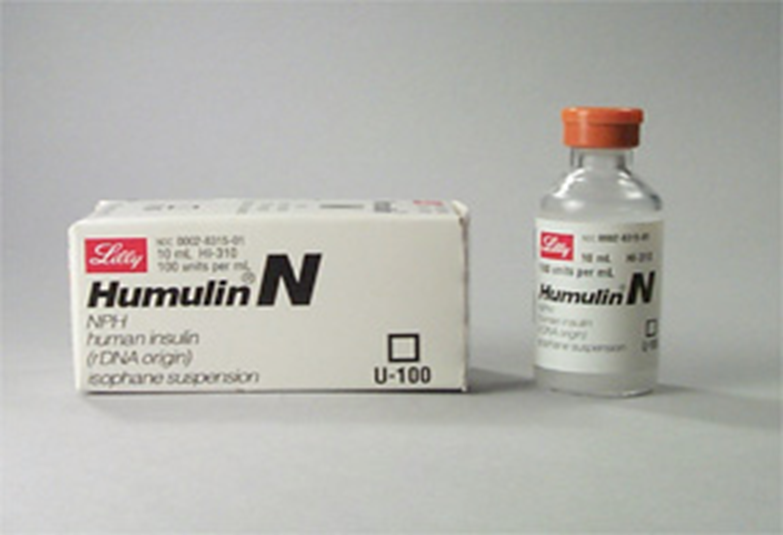 Lilly
NDC 0002-8315-01
10 mL HI-310
100 units per mL
Humulin® N
NPH
human insulin
(rDNA origin)
isophane suspension
U-100
Lilly
NDC 0002-8315-01
10 mL HI-310
100 units per mL
Humulin® N
NPH
human insulin
(rDNA origin)
isophane suspension